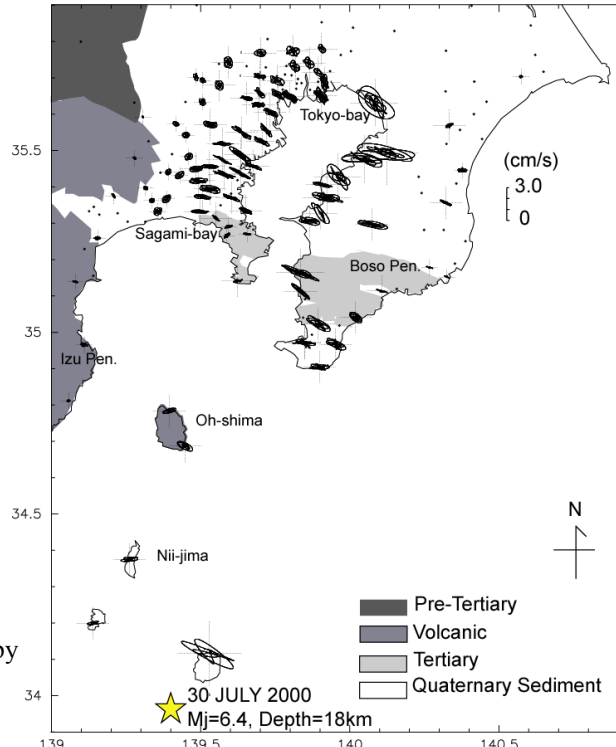 Tokyo-bay
35.5
(cm/s)
3.0
0
Sagami-bay
Boso Pen.
35
Izu Pen.
Oh-shima
34.5
N
Nii-jima
Pre-Tertiary
Volcanic
Tertiary
Quaternary Sediment
by
34
30 JULY 2000
Mj=6.4, Depth=18km
139 139.5 140 140.5